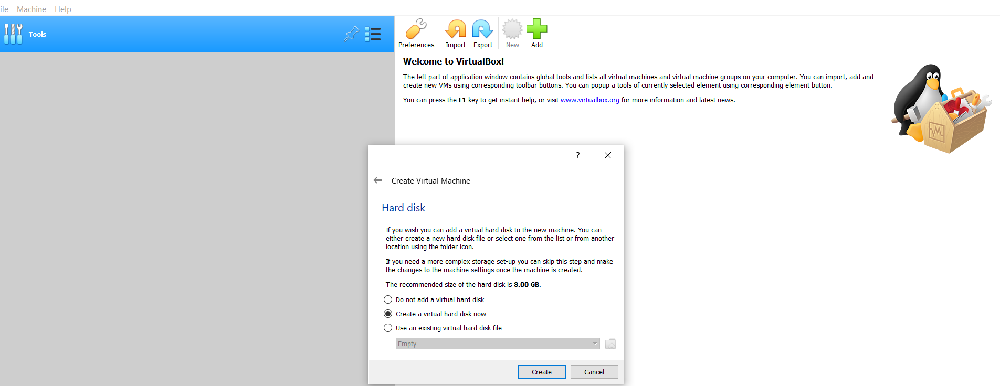 ile Machine Help
Tools
Preferences Import Export New Add
Welcome to VirtualBox!
The left part of application window contains global tools and lists all virtual machines and virtual machine groups on your computer. You can import, add and
create new VMs using corresponding toolbar buttons. You can popup a tools of currently selected element using corresponding element button.
You can press the F1 key to get instant help, or visit www.virtualbox.org for more information and latest news.
?
Create Virtual Machine
Hard disk
If you wish you can add a virtual hard disk to the new machine. You can
either create a new hard disk file or select one from the list or from another
location using the folder icon.
If you need a more complex storage set-up you can skip this step and make
the changes to the machine settings once the machine is created.
The recommended size of the hard disk is 8.00 GB.
Do not add a virtual hard disk
Create a virtual hard disk now
Use an existing virtual hard disk file
Empty
Create Cancel